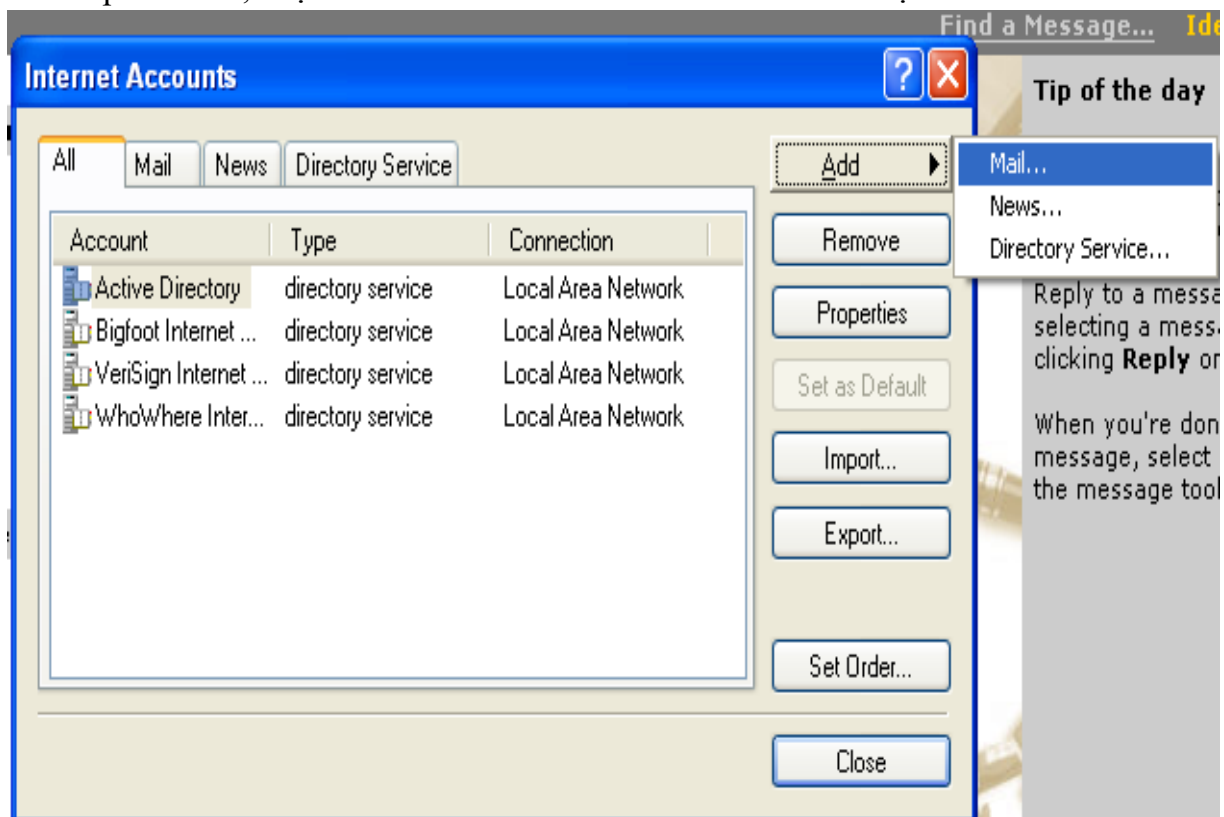 Find a Message...
Internet Accounts
Tip of the day
All Mail News Directory Service
Add
Mail...
News...
Directory Service...
Account Type Connection
Remove
Active Directory directory service Local Area Network
Bigfoot Internet ... directory service Local Area Network
VeriSign Internet ... directory service Local Area Network
WhoWhere Inter... directory service Local Area Network
Properties
Set as Default
Import...
Export...
Set Order...
Close
Reply to a messa
selecting a messa
clicking Reply or
When you're don
message, select
the message tool